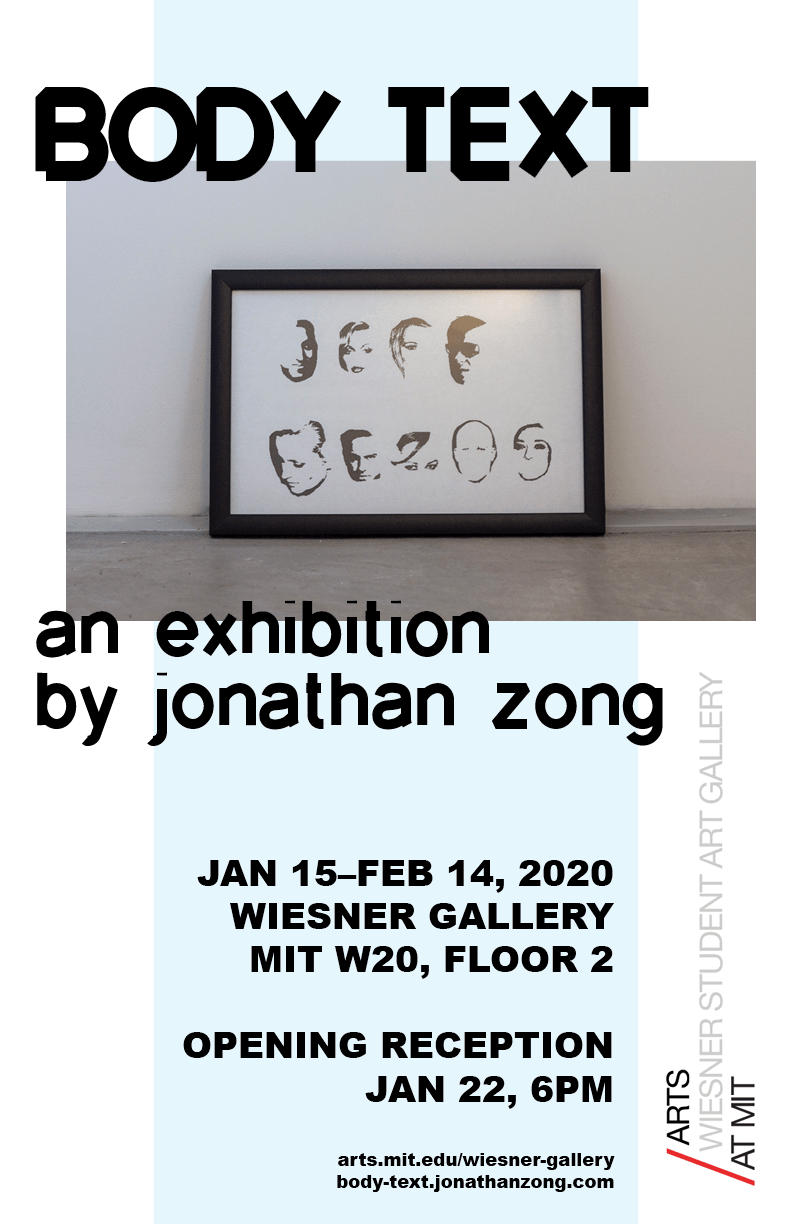 BODY TEXT
JEFF
BEZOS
an exhibition
by jonathan zong
JAN 15–FEB 14, 2020
WIESNER GALLERY
MIT W20, FLOOR 2
OPENING RECEPTION
JAN 22, 6PM
arts.mit.edu/wiesner-gallery
body-text.jonathanzong.com
/ARTS
WIESNER STUDENT ART GALLERY
/AT MIT